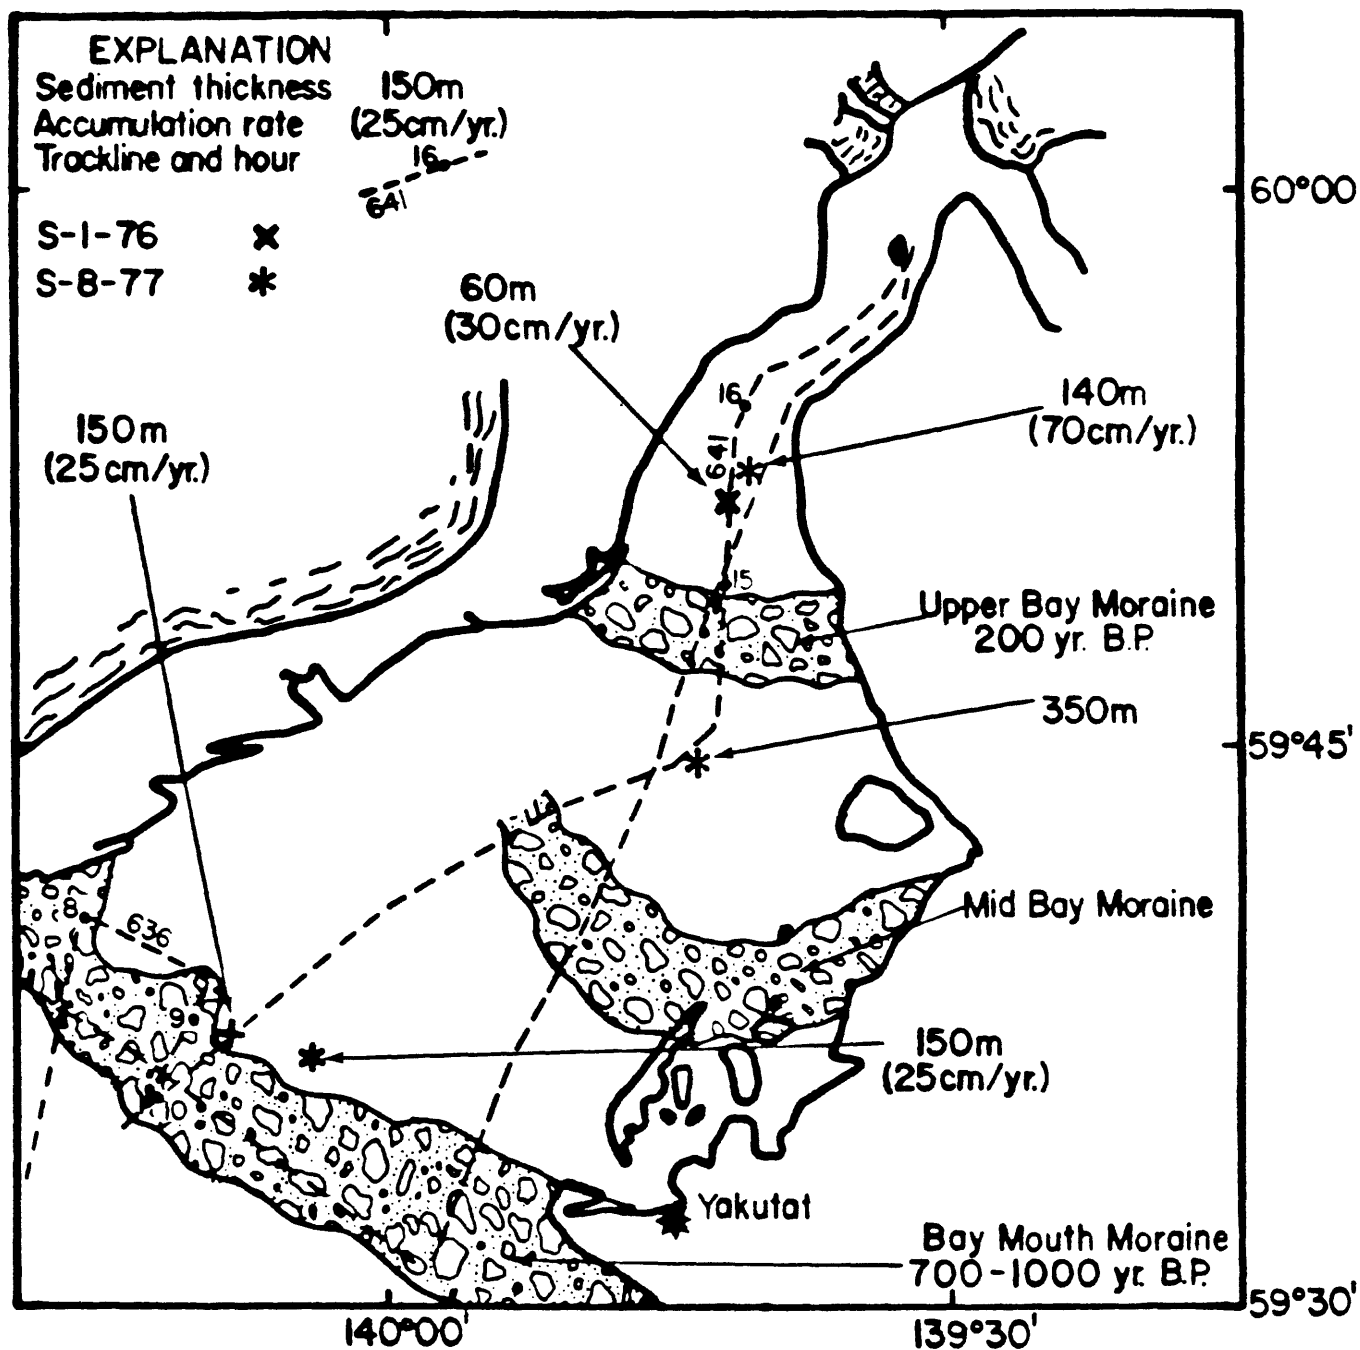 EXPLANATION
Sediment thickness 150m
Accumulation rate (25cm/yr.)
Trackline and hour 16
641
S-1-76
S-8-77
60°00'
60m
(30cm/yr.)
16
140m
(70cm/yr.)
150m
(25cm/yr.)
641
15
Upper Bay Moraine
200 yr. B.P.
350m
59°45'
8
636
Mid Bay Moraine
9
150m
(25cm/yr.)
10
Yakutat
Bay Mouth Moraine
700-1000 yr. B.P.
59°30'
140°00'
139°30'